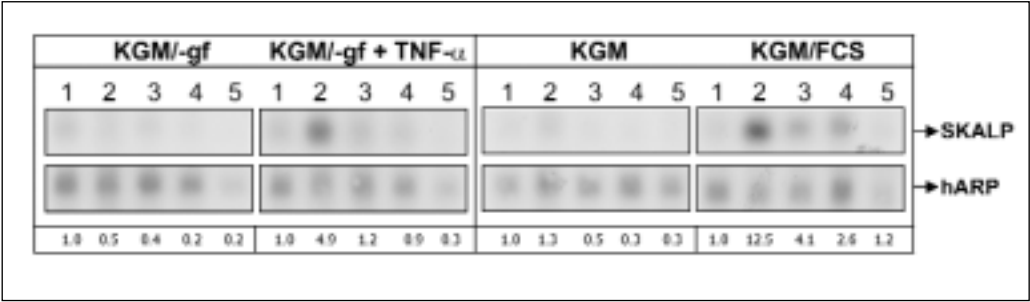 KGM/-gf KGM/-gf + TNF-α KGM KGM/FCS
1 2 3 4 5 1 2 3 4 5 1 2 3 4 5 1 2 3 4 5
SKALP
hARP
1.0 0.5 0.4 0.2 0.2 1.0 4.9 1.2 0.9 0.3 1.0 1.3 0.5 0.3 0.3 1.0 12.5 4.1 2.6 1.2